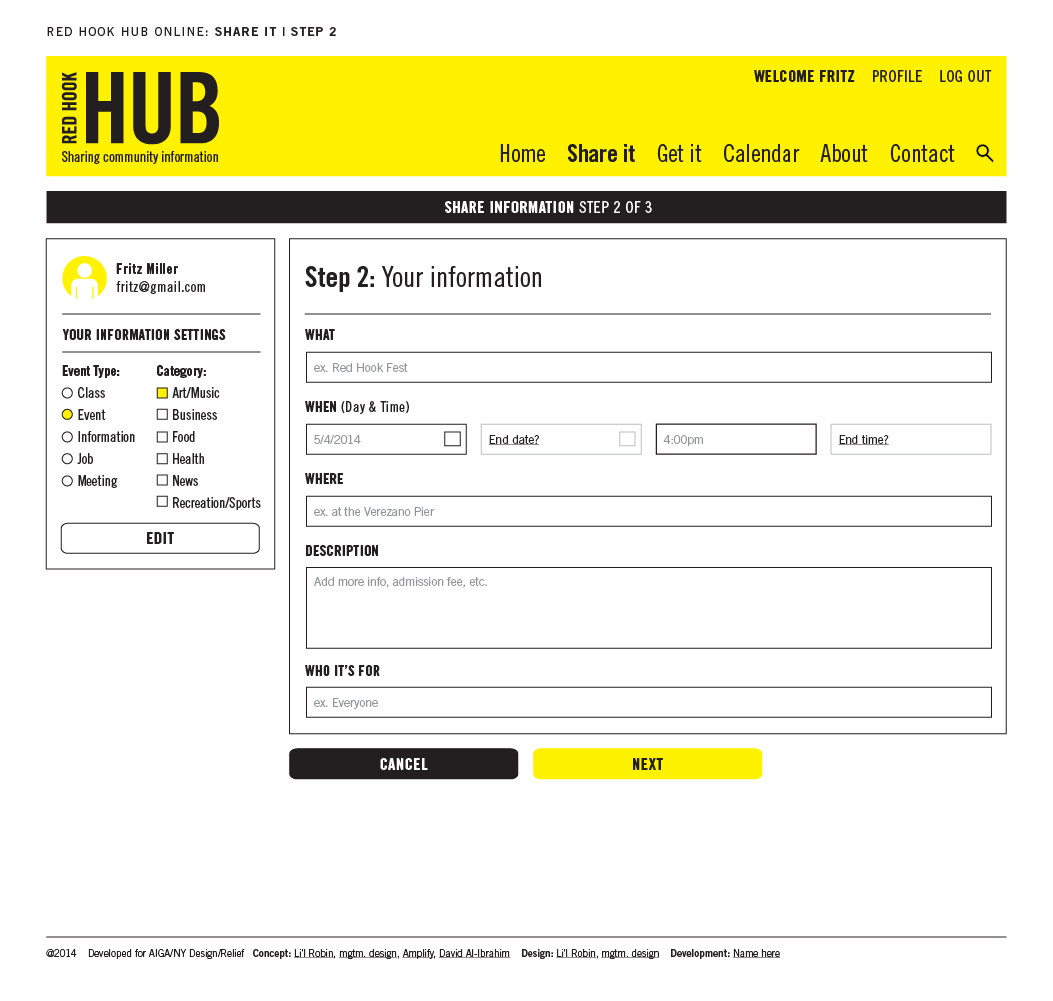 RED HOOK HUB ONLINE: SHARE IT | STEP 2
RED HOOK
HUB
Sharing community information
WELCOME FRITZ PROFILE LOG OUT
Home Share it Get it Calendar About Contact
SHARE INFORMATION STEP 2 OF 3
Fritz Miller
fritz@gmail.com
YOUR INFORMATION SETTINGS
Event Type: Category:
Class Art/Music
Event Business
Information Food
Job Health
Meeting News
Recreation/Sports
EDIT
Step 2: Your information
WHAT
ex. Red Hook Fest
WHEN (Day & Time)
5/4/2014 End date? 4:00pm End time?
WHERE
ex. at the Verezano Pier
DESCRIPTION
Add more info, admission fee, etc.
WHO IT'S FOR
ex. Everyone
CANCEL NEXT
@2014 Developed for AIGA/NY Design/Relief Concept: Li'l Robin, mgtm. design, Amplify, David Al-Ibrahim Design: Li'l Robin, mgtm. design Development: Name here